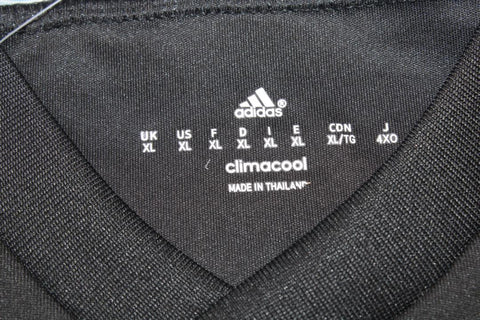 adidas®
UK US F D I E CDN J
XL XL XL XL XL XL XL/TG 4XO
climacool
MADE IN THAILAND